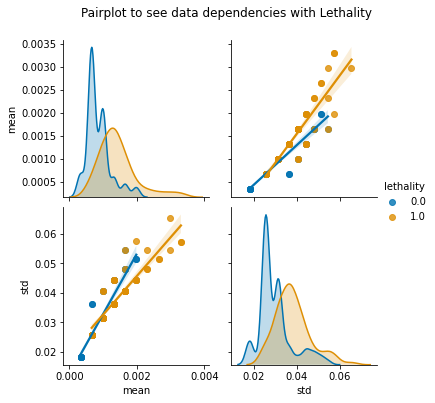 Pairplot to see data dependencies with Lethality
0.0035
0.0030
0.0025
0.0020
0.0015
0.0010
0.0005
mean
lethality
0.0
1.0
0.06
0.05
0.04
0.03
0.02
std
0.000 0.002 0.004
mean
0.02 0.04 0.06
std